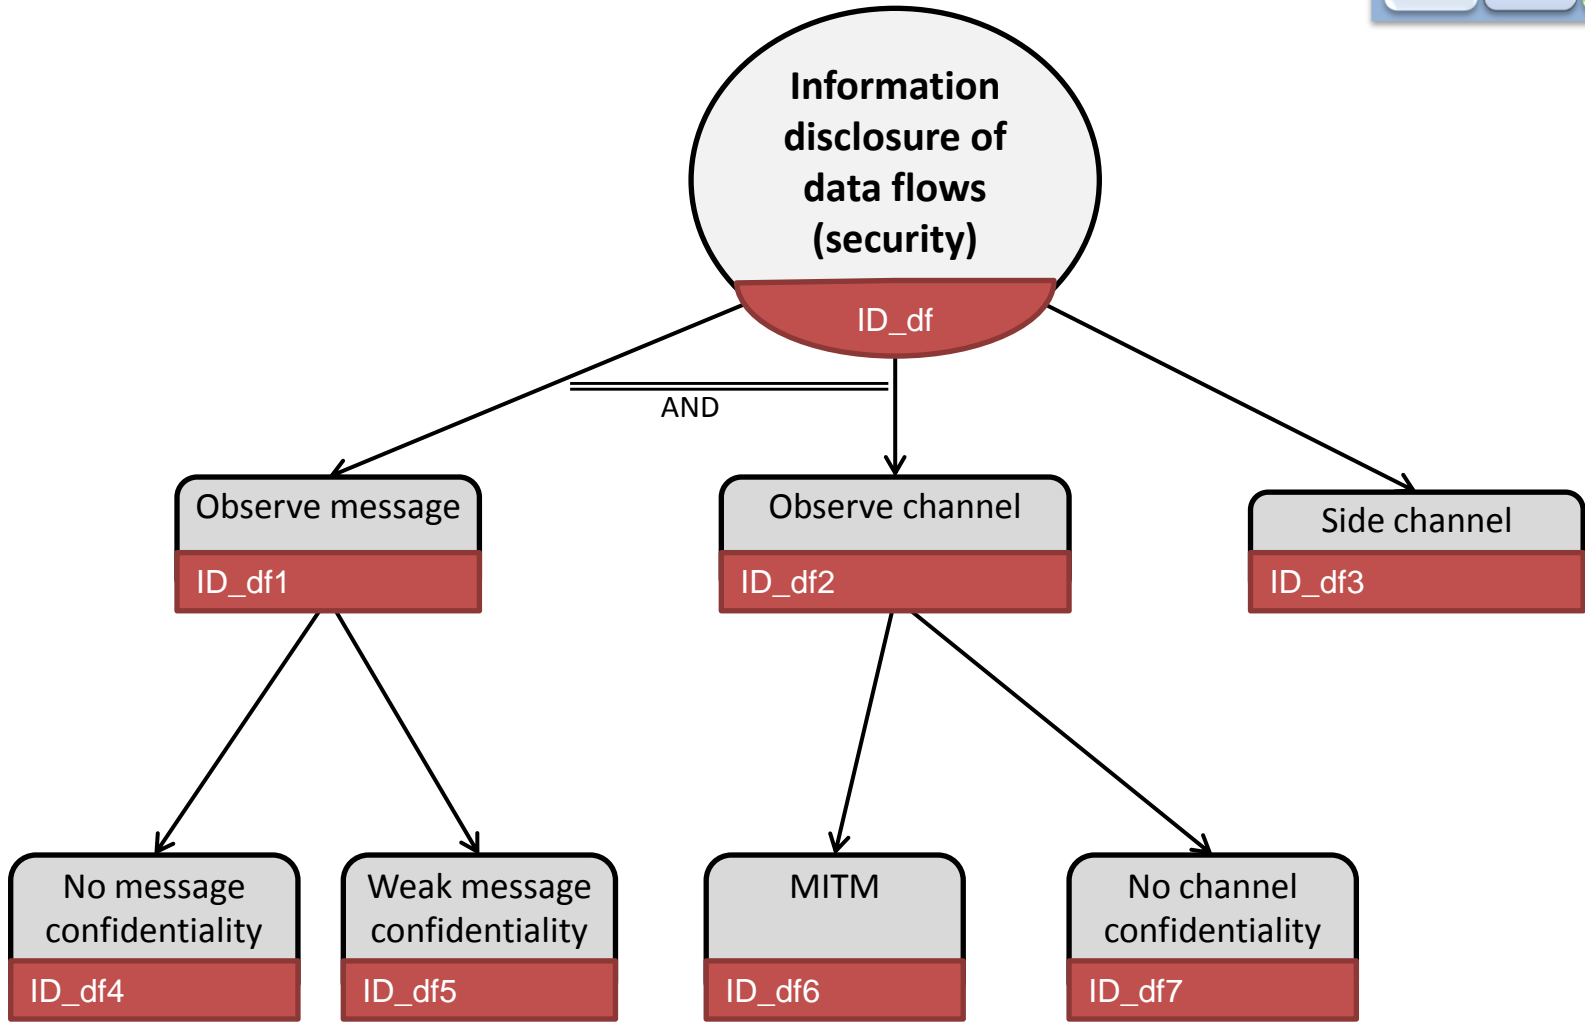 Information
disclosure of
data flows
(security)
ID_df
AND
Observe message
ID_df1
Observe channel
ID_df2
Side channel
ID_df3
No message
confidentiality
ID_df4
Weak message
confidentiality
ID_df5
MITM
ID_df6
No channel
confidentiality
ID_df7